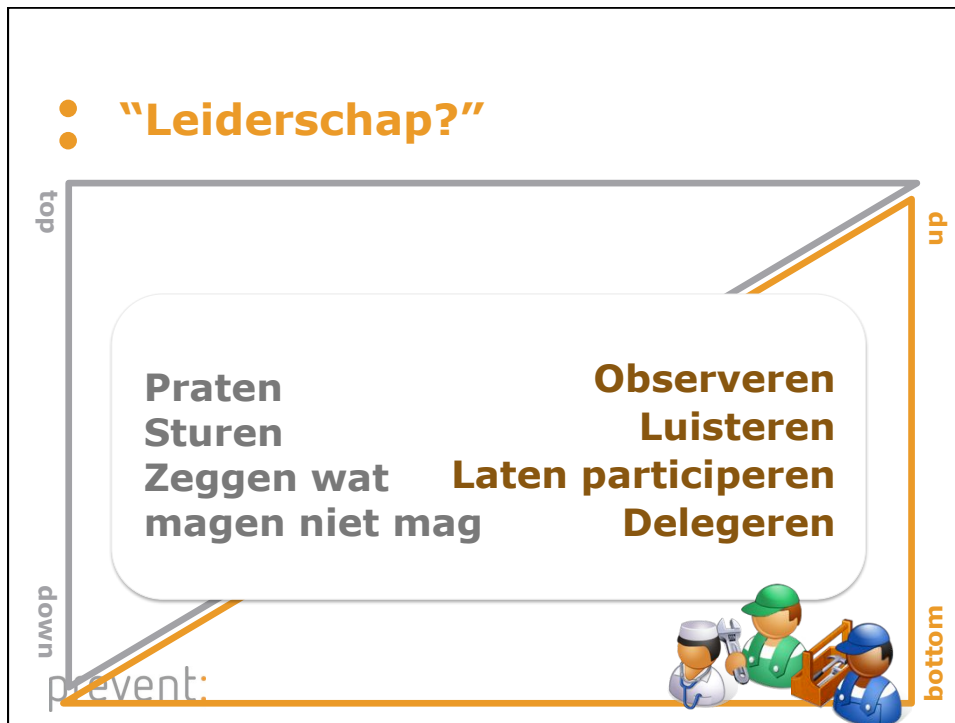 “Leiderschap?”
top
up
Praten
Sturen
Zeggen wat
magen niet mag
Observeren
Luisteren
Laten participeren
Delegeren
down
bottom
prevent: